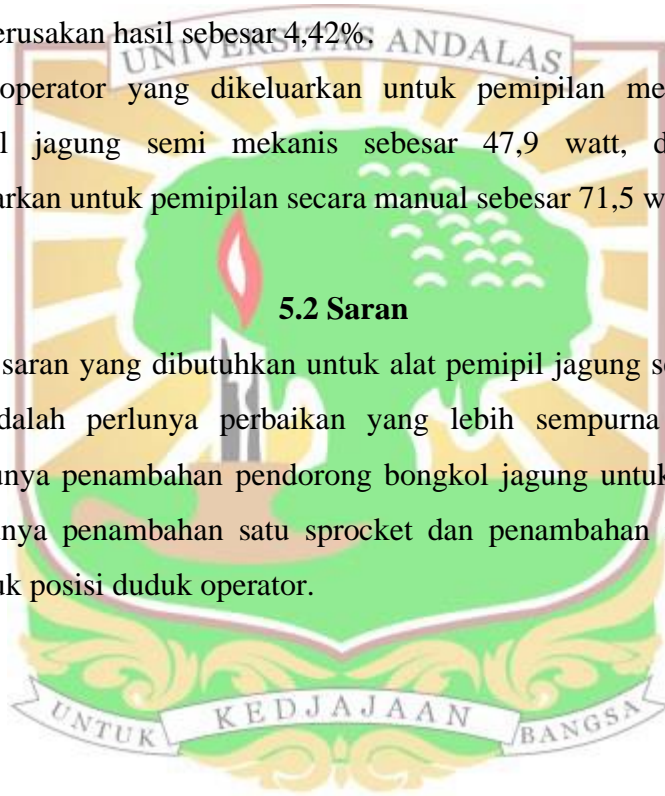 erusakan hasil sebesar 4,42%.
UNIVERSITAS ANDALAS
operator yang dikeluarkan untuk pemipilan me
l jagung semi mekanis sebesar 47,9 watt, d
arkan untuk pemipilan secara manual sebesar 71,5 w
5.2 Saran
saran yang dibutuhkan untuk alat pemipil jagung se
dalah perlunya perbaikan yang lebih sempurna
unya penambahan pendorong bongkol jagung untuk
nya penambahan satu sprocket dan penambahan
uk posisi duduk operator.
UNTUK KEDJAJAAN BANGSA